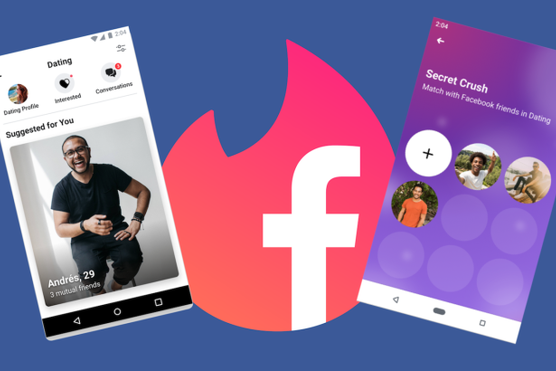 2:04
Dating
Dating Profile
Interested
3
Conversations
Suggested for You
Andrés, 29
3 mutual friends
f
2:04
Secret Crush
Match with Facebook friends in Dating